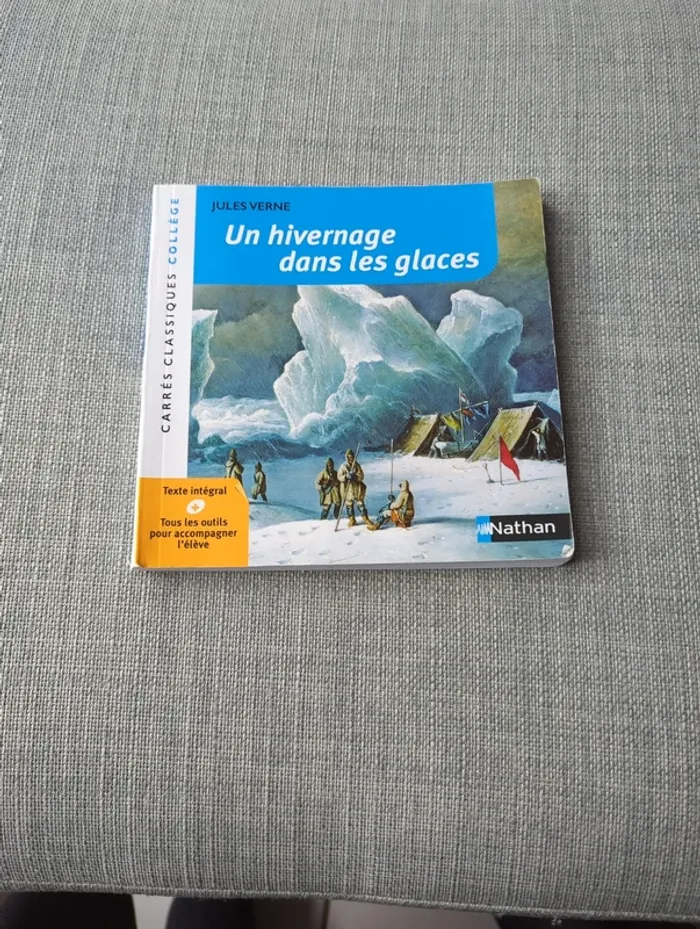 JULES VERNE
Un hivernage
dans les glaces
CARRÉS CLASSIQUES COLLÈGE
Texte intégral
+
Tous les outils
pour accompagner
l'élève
Nathan